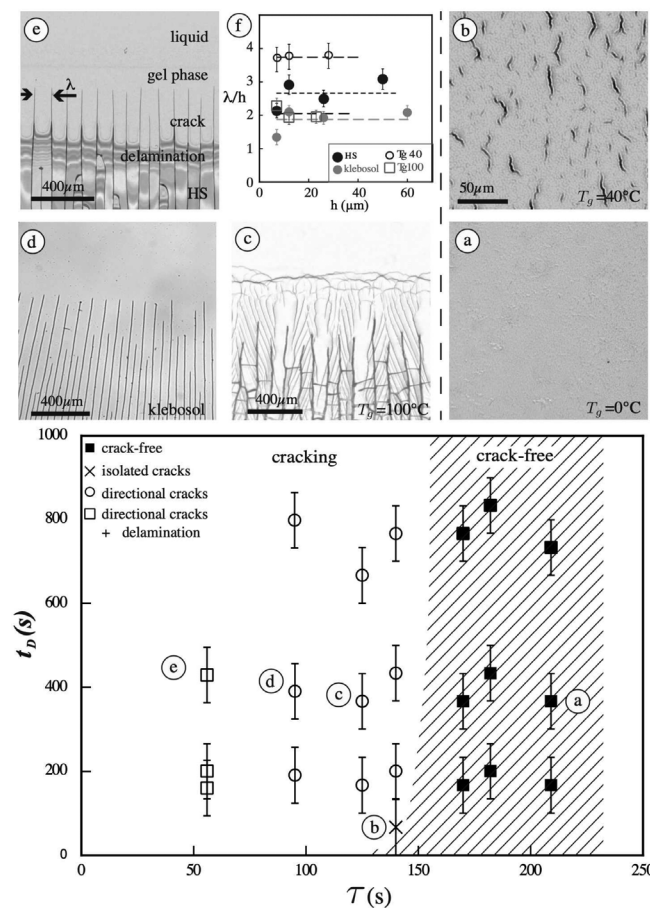 e
liquid
gel phase
λ
crack
delamination
400µm
HS
f
5
4
3
2
1
0
λ/h
HS
Tg 40
klebosol
Tg100
0
20
40
60
h (µm)
b
50µm
Tg =40°C
d
400µm
klebosol
c
400µm
Tg =100°C
a
Tg =0°C
1000
800
600
400
200
0
tD(s)
crack-free
isolated cracks
directional cracks
directional cracks
+ delamination
cracking
crack-free
e
d
c
a
b
0
50
100
150
200
250
τ(s)